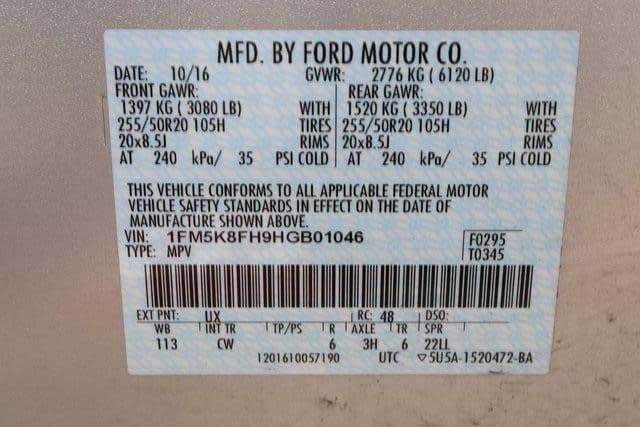 MFD. BY FORD MOTOR CO.
DATE: 10/16 GVWR: 2776 KG ( 6120 LB)
FRONT GAWR: REAR GAWR:
1397 KG ( 3080 LB) WITH 1520 KG ( 3350 LB) WITH
255/50R20 105H TIRES 255/50R20 105H TIRES
20x8.5J RIMS 20x8.5J RIMS
AT 240 kPa/ 35 PSI COLD AT 240 kPa/ 35 PSI COLD
THIS VEHICLE CONFORMS TO ALL APPLICABLE FEDERAL MOTOR
VEHICLE SAFETY STANDARDS IN EFFECT ON THE DATE OF
MANUFACTURE SHOWN ABOVE.
VIN: 1FM5K8FH9HGB01046 F0295
TYPE: MPV T0345
EXT PNT: UX RC: 48 DSO:
WB INT TR TP/PS R AXLE TR SPR
113 CW 6 3H 6 22LL
1201610057190 UTC ▽5U5A-1520472-BA